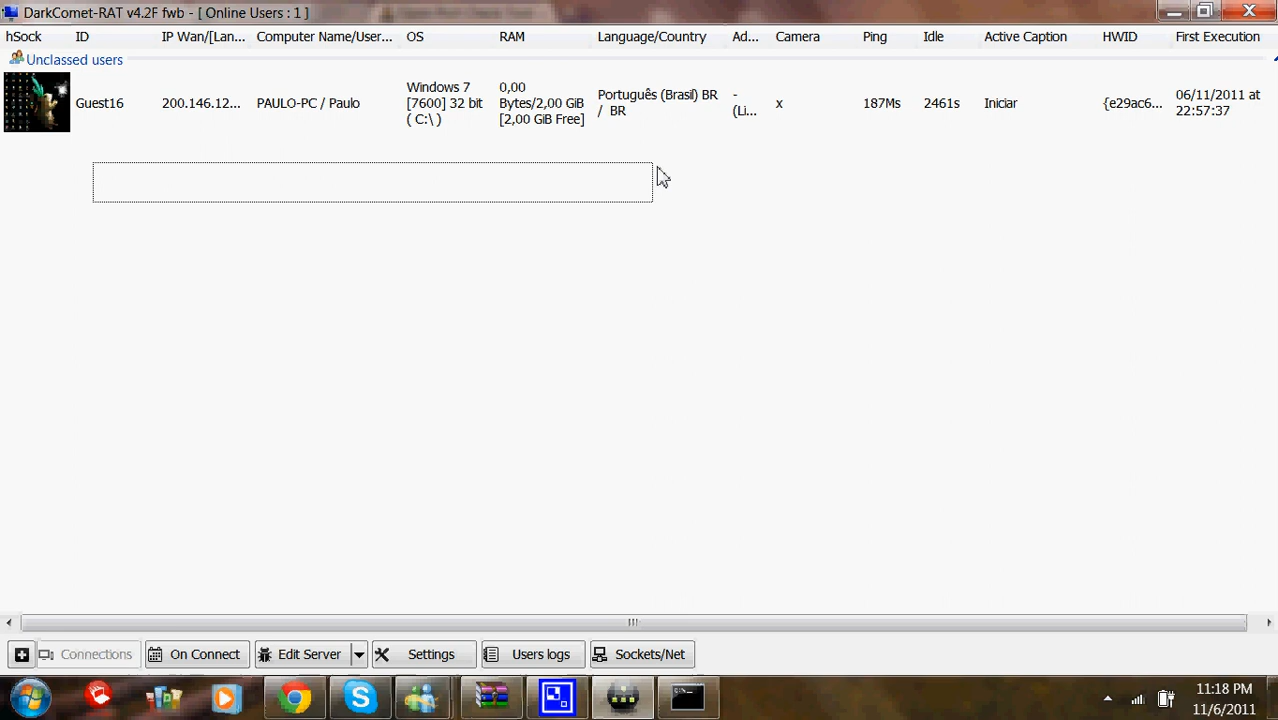 DarkComet-RAT v4.2F fwb - [ Online Users : 1 ]
hSock ID IP Wan/[Lan... Computer Name/User... OS RAM Language/Country Ad... Camera Ping Idle Active Caption HWID First Execution
Unclassed users
Guest16 200.146.12... PAULO-PC / Paulo
Windows 7
[7600] 32 bit
( C:\ )
0,00
Bytes/2,00 GiB
[2,00 GiB Free]
Português (Brasil) BR
/ BR
-
(Li...
x 187Ms 2461s Iniciar {e29ac6...
06/11/2011 at
22:57:37
Connections On Connect Edit Server Settings Users logs Sockets/Net
11:18 PM
11/6/2011